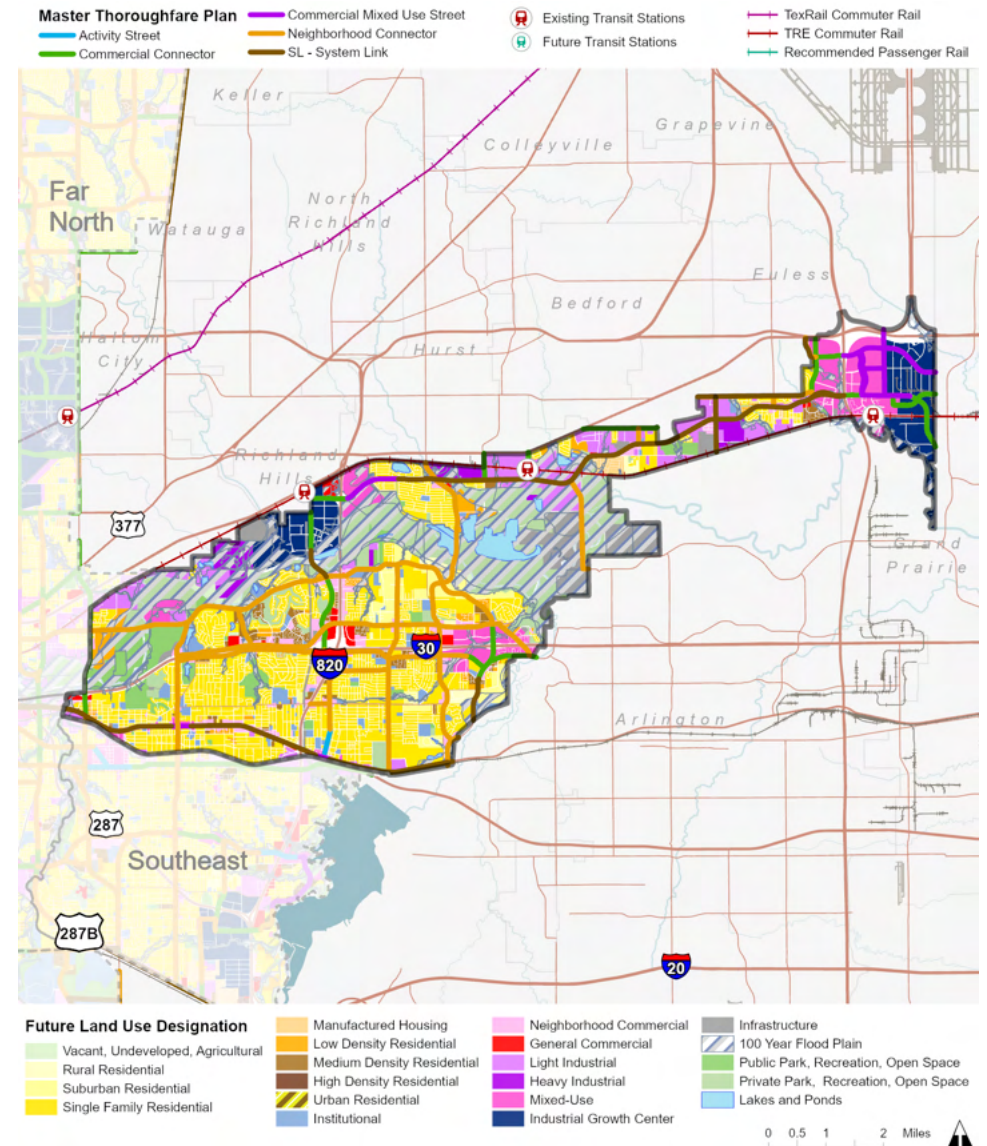 Master Thoroughfare Plan
Activity Street
Commercial Connector
Commercial Mixed Use Street
Neighborhood Connector
SL - System Link
Existing Transit Stations
Future Transit Stations
TexRail Commuter Rail
TRE Commuter Rail
Recommended Passenger Rail
Keller
Grapevine
Colleyville
Far
North
North
Richland
Hills
Watauga
Euless
Bedford
Haltom
City
Hurst
Richland
Hills
377
Grand
Prairie
30
820
Arlington
287
Southeast
287B
20
Future Land Use Designation
Vacant, Undeveloped, Agricultural
Rural Residential
Suburban Residential
Single Family Residential
Manufactured Housing
Low Density Residential
Medium Density Residential
High Density Residential
Urban Residential
Institutional
Neighborhood Commercial
General Commercial
Light Industrial
Heavy Industrial
Mixed-Use
Industrial Growth Center
Infrastructure
100 Year Flood Plain
Public Park, Recreation, Open Space
Private Park, Recreation, Open Space
Lakes and Ponds
0 0.5 1 2 Miles